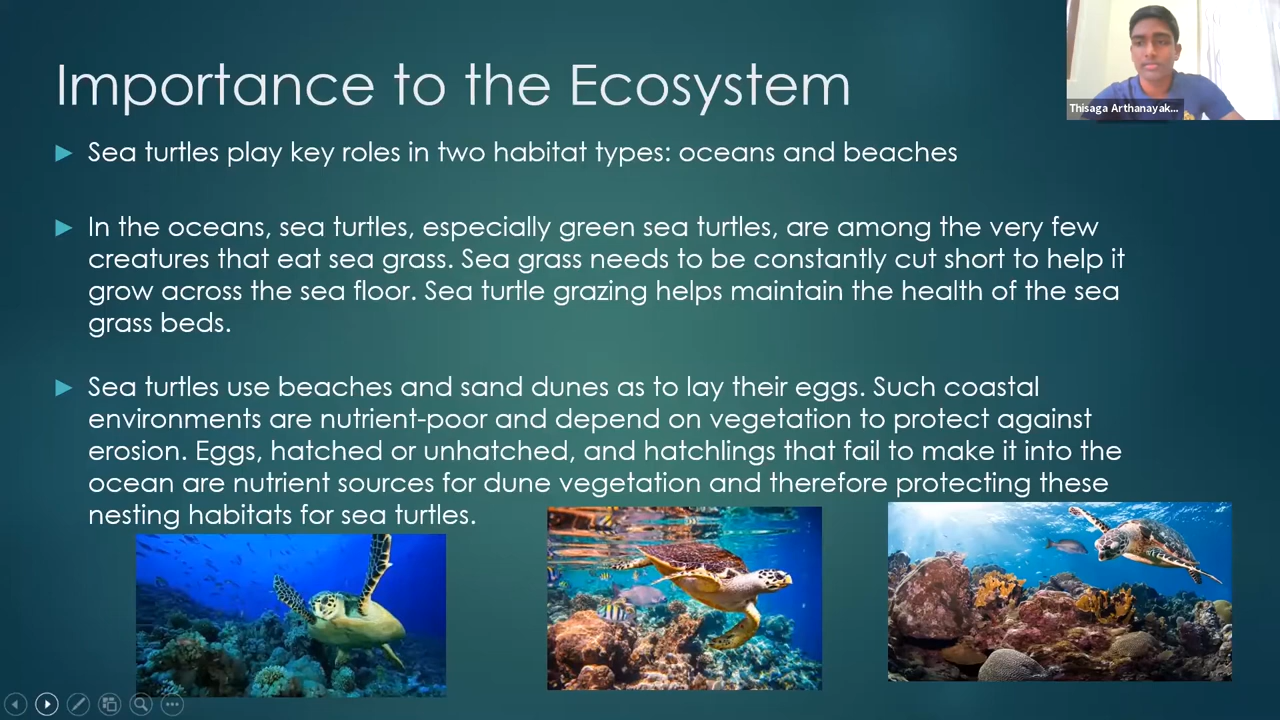 Importance to the Ecosystem
Thisaga Arthanayak...
Sea turtles play key roles in two habitat types: oceans and beaches
In the oceans, sea turtles, especially green sea turtles, are among the very few
creatures that eat sea grass. Sea grass needs to be constantly cut short to help it
grow across the sea floor. Sea turtle grazing helps maintain the health of the sea
grass beds.
Sea turtles use beaches and sand dunes as to lay their eggs. Such coastal
environments are nutrient-poor and depend on vegetation to protect against
erosion. Eggs, hatched or unhatched, and hatchlings that fail to make it into the
ocean are nutrient sources for dune vegetation and therefore protecting these
nesting habitats for sea turtles.